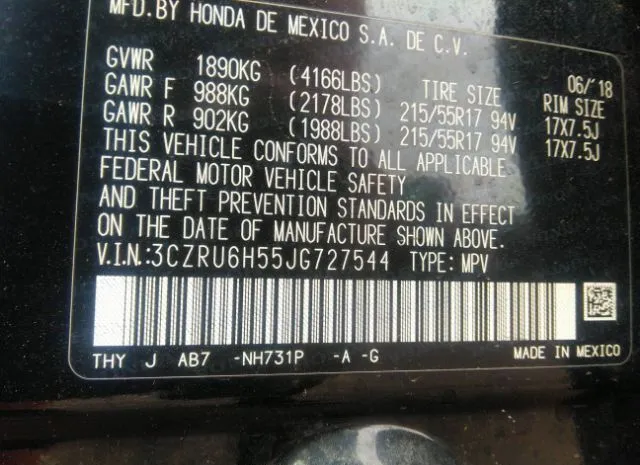 MFD.BY HONDA DE MEXICO S.A. DE C.V.
06/'18
GVWR 1890KG (4166LBS) TIRE SIZE RIM SIZE
GAWR F 988KG (2178LBS) 215/55R17 94V 17X7.5J
GAWR R 902KG (1988LBS) 215/55R17 94V 17X7.5J
THIS VEHICLE CONFORMS TO ALL APPLICABLE
FEDERAL MOTOR VEHICLE SAFETY
AND THEFT PREVENTION STANDARDS IN EFFECT
ON THE DATE OF MANUFACTURE SHOWN ABOVE.
V.I.N.:3CZRU6H55JG727544 TYPE: MPV
THY J AB7 -NH731P -A -G MADE IN MEXICO